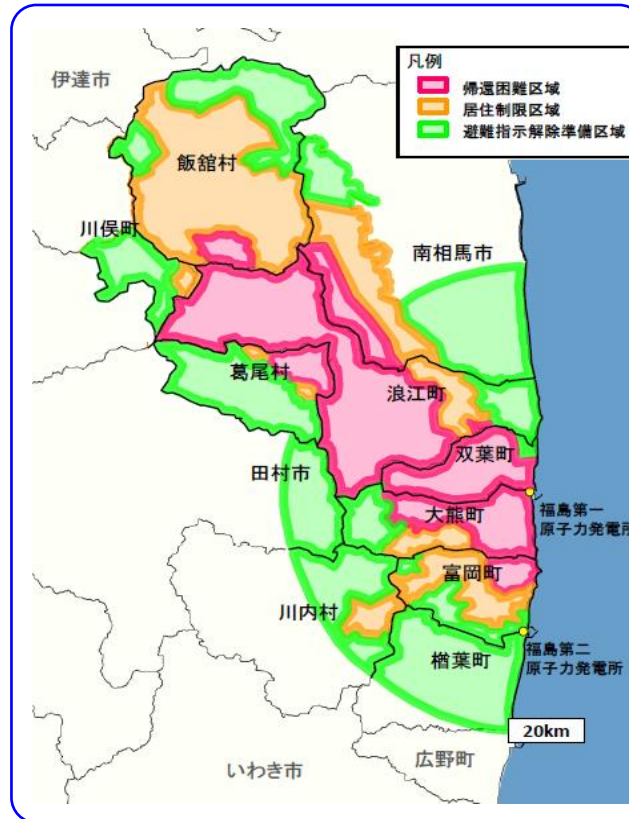 凡例
帰還困難区域
居住制限区域
避難指示解除準備区域
伊達市
飯舘村
川俣町
南相馬市
葛尾村
浪江町
双葉町
田村市
大熊町
福島第一
原子力発電所
富岡町
川内村
福島第二
原子力発電所
楢葉町
20km
広野町
いわき市